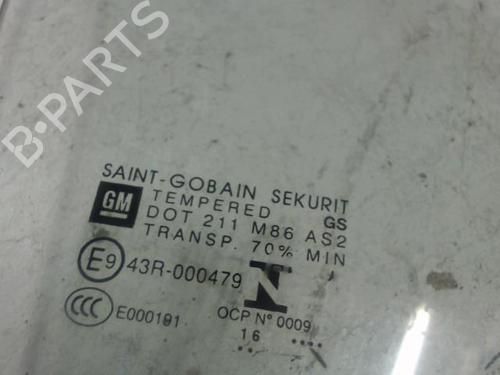 B-PARTS
SAINT-GOBAIN SEKURIT
GM TEMPERED GS
DOT 211 M86 AS2
TRANSP. 70% MIN
E9 43R-000479 N
CCC E000191 OCP Nº 0009
16